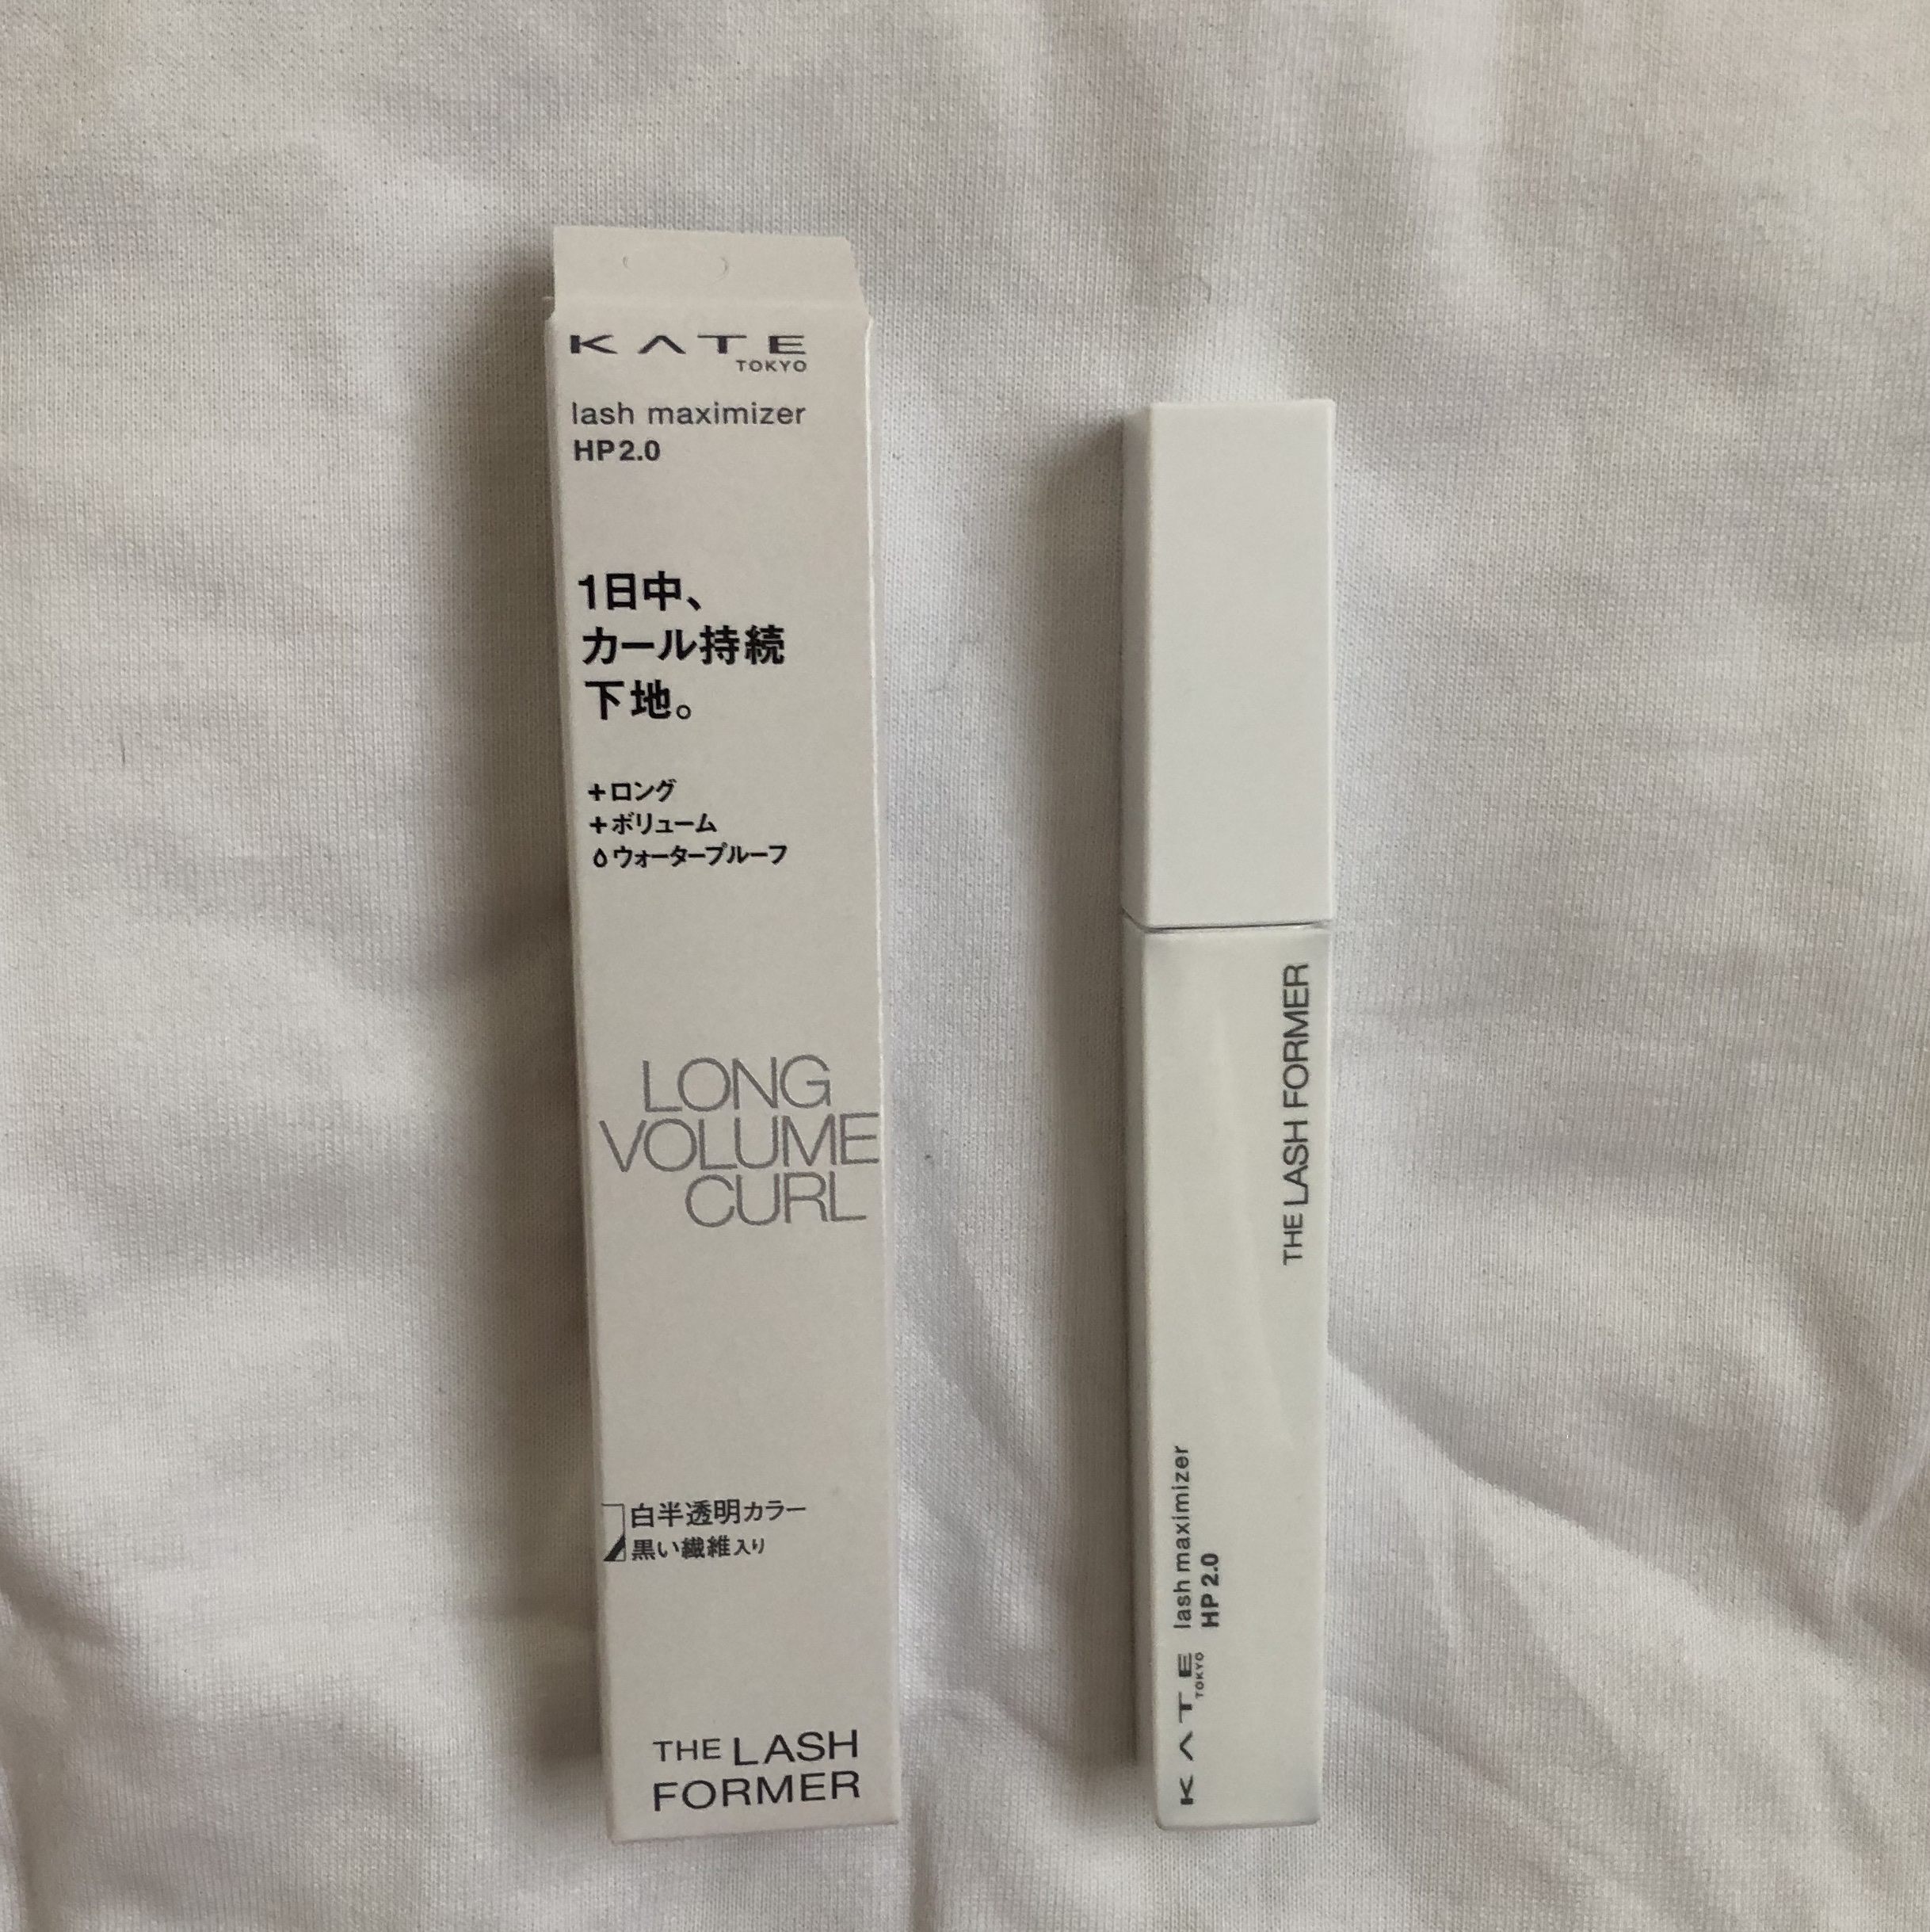 KATE
TOKYO
lash maximizer
HP2.0
1日中、
カール持続
下地。
+ロング
+ボリューム
ウォータープルーフ
LONG
VOLUME
CURL
白半透明カラー
黒い繊維入り
THE LASH
FORMER
THE LASH FORMER
KATE
TOKYO
lash maximizer
HP 2.0